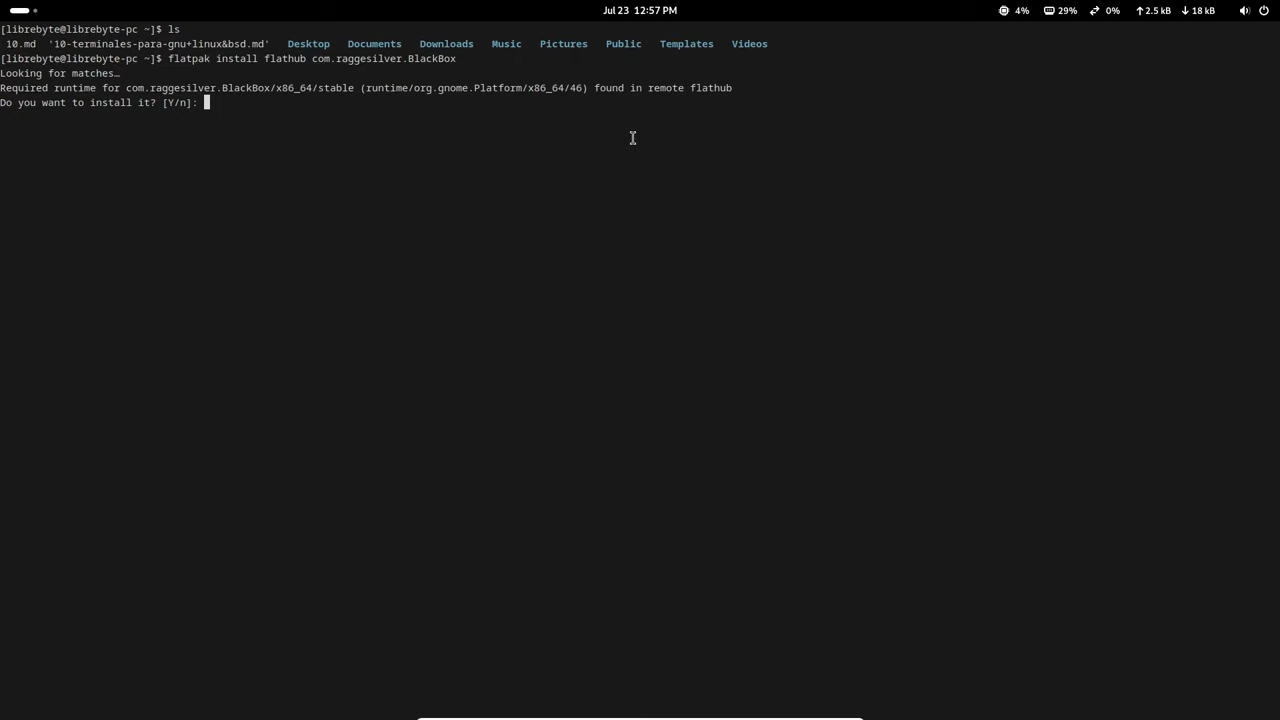 Jul 23 12:57 PM
4% 29% 0% 2.5 kB 18 kB
[librebyte@librebyte-pc ~]$ ls
10.md '10-terminales-para-gnu+linux&bsd.md' Desktop Documents Downloads Music Pictures Public Templates Videos
[librebyte@librebyte-pc ~]$ flatpak install flathub com.raggesilver.BlackBox
Looking for matches…
Required runtime for com.raggesilver.BlackBox/x86_64/stable (runtime/org.gnome.Platform/x86_64/46) found in remote flathub
Do you want to install it? [Y/n]: